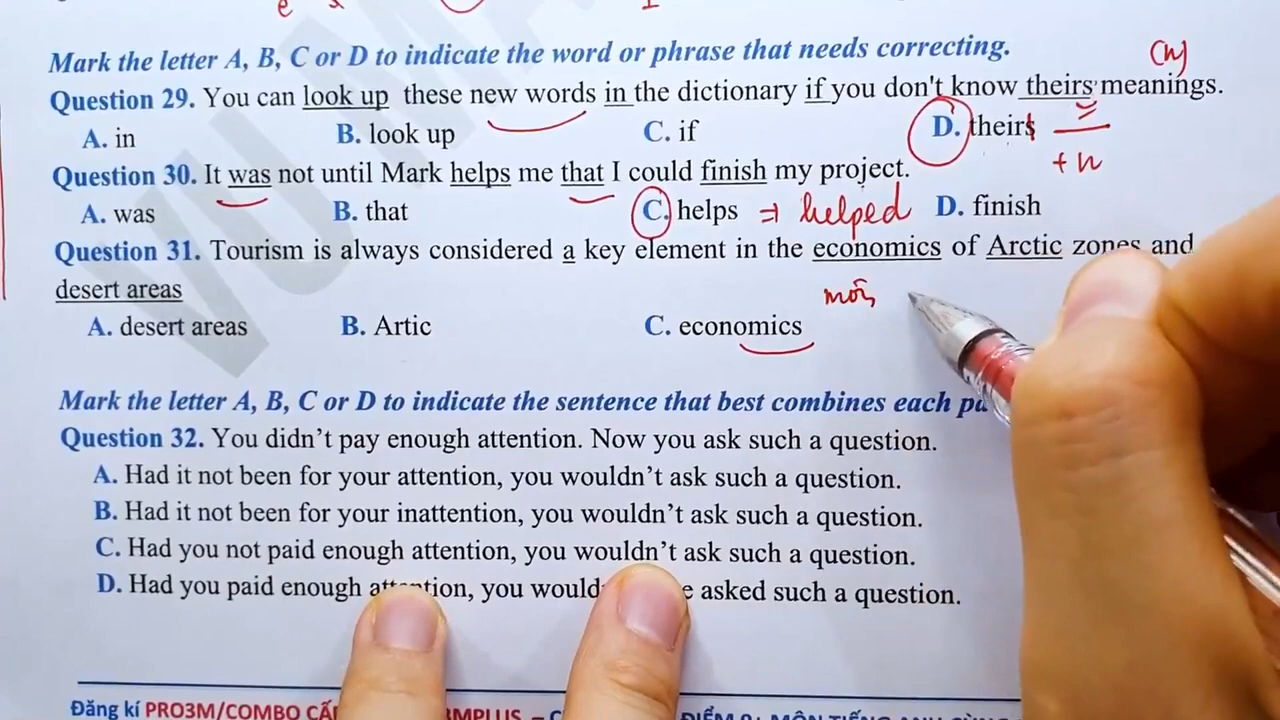 Mark the letter A, B, C or D to indicate the word or phrase that needs correcting.
(n)
Question 29. You can look up these new words in the dictionary if you don't know theirs meanings.
A. in B. look up C. if D. theirs
+ n
Question 30. It was not until Mark helps me that I could finish my project.
A. was B. that C. helps ⇒ helped D. finish
Question 31. Tourism is always considered a key element in the economics of Arctic zones and
desert areas
A. desert areas B. Artic C. economics
Mark the letter A, B, C or D to indicate the sentence that best combines each
Question 32. You didn't pay enough attention. Now you ask such a question.
A. Had it not been for your attention, you wouldn't ask such a question.
B. Had it not been for your inattention, you wouldn't ask such a question.
C. Had you not paid enough attention, you wouldn't ask such a question.
D. Had you paid enough attention, you asked such a question.
Đăng kí PRO3M/COMBO